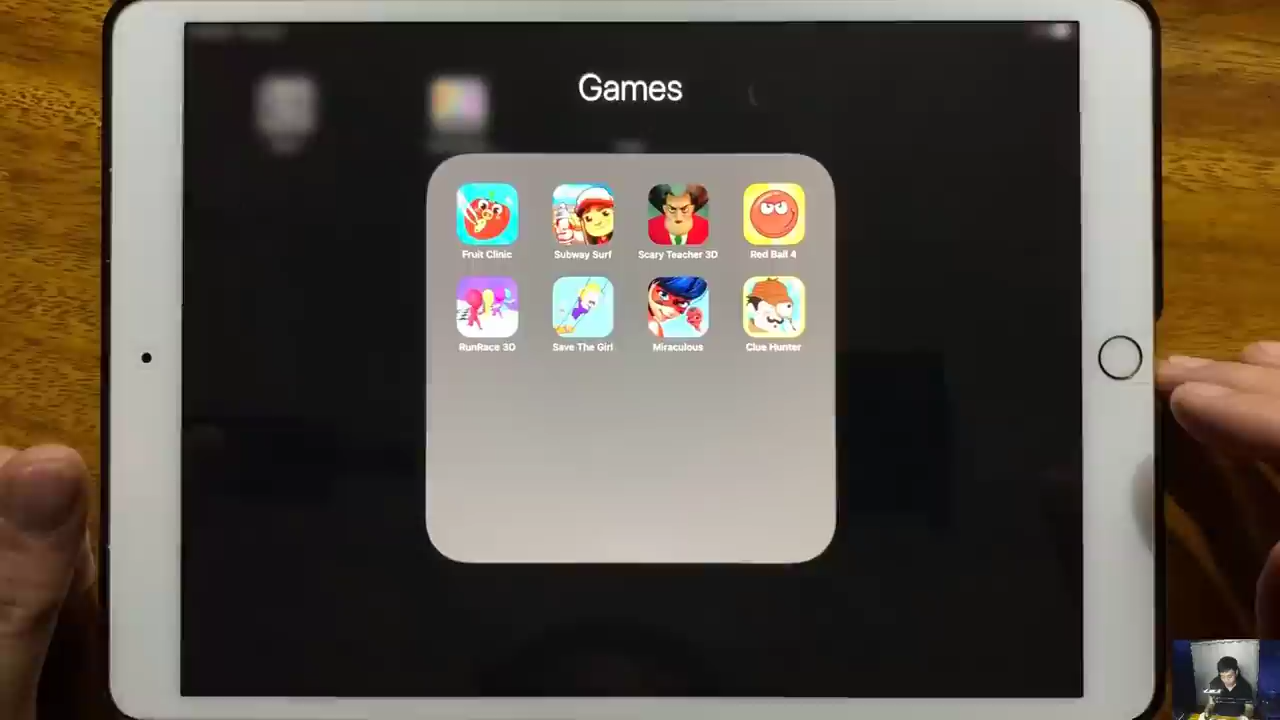 Games
Fruit Clinic Subway Surf Scary Teacher 3D Red Ball 4
RunRace 3D Save The Girl Miraculous Clue Hunter